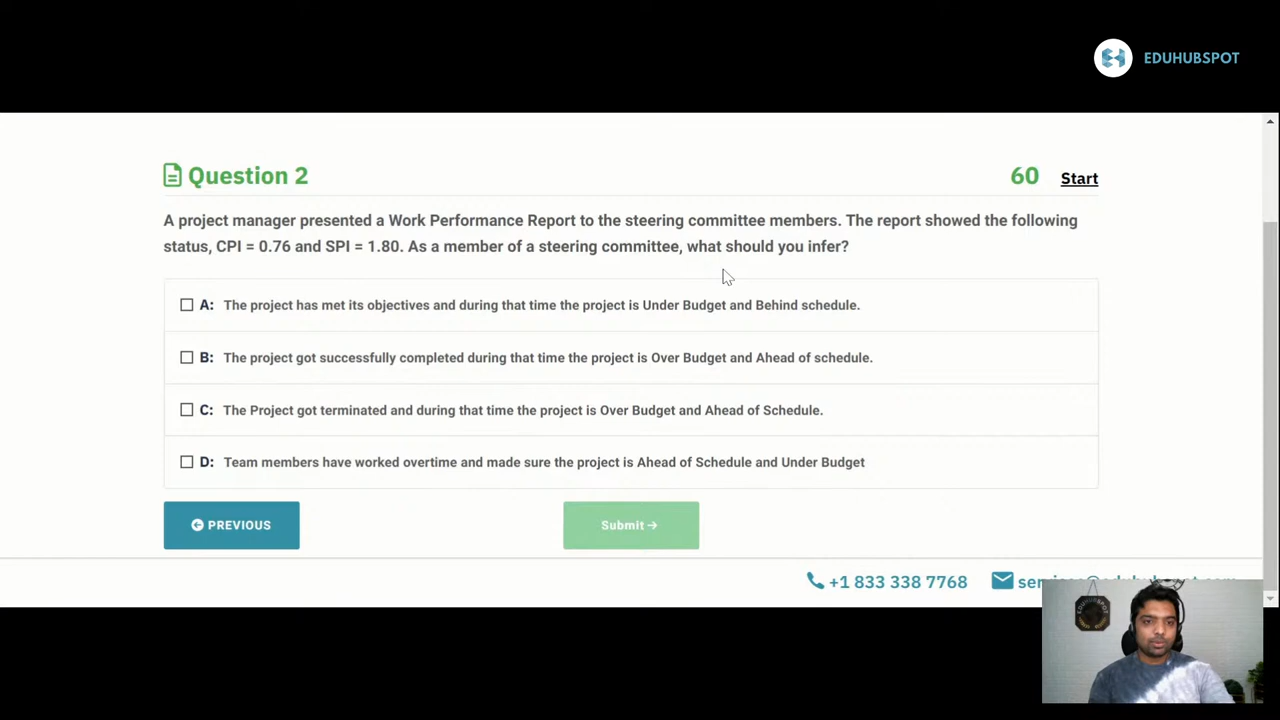 EDUHUBSPOT
Question 2
60 Start
A project manager presented a Work Performance Report to the steering committee members. The report showed the following
status, CPI = 0.76 and SPI = 1.80. As a member of a steering committee, what should you infer?
A: The project has met its objectives and during that time the project is Under Budget and Behind schedule.
B: The project got successfully completed during that time the project is Over Budget and Ahead of schedule.
C: The Project got terminated and during that time the project is Over Budget and Ahead of Schedule.
D: Team members have worked overtime and made sure the project is Ahead of Schedule and Under Budget
PREVIOUS
Submit
+1 833 338 7768
EDUHUBSPOT